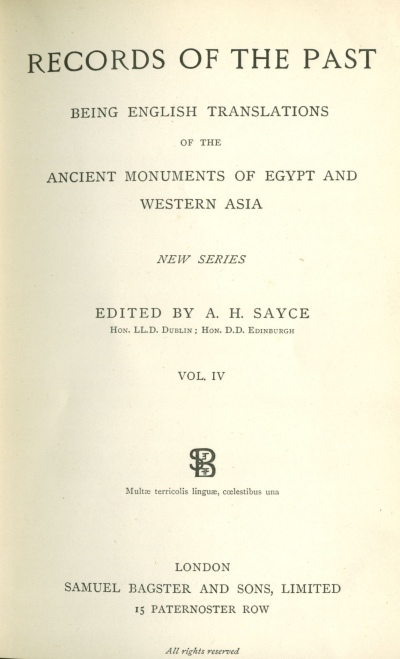 RECORDS OF THE PAST
BEING ENGLISH TRANSLATIONS
OF THE
ANCIENT MONUMENTS OF EGYPT AND
WESTERN ASIA
NEW SERIES
EDITED BY A. H. SAYCE
HON. LL.D. DUBLIN; HON. D.D. EDINBURGH
VOL. IV
Multæ terricolis linguæ, cœlestibus una
LONDON
SAMUEL BAGSTER AND SONS, LIMITED
15 PATERNOSTER ROW
All rights reserved